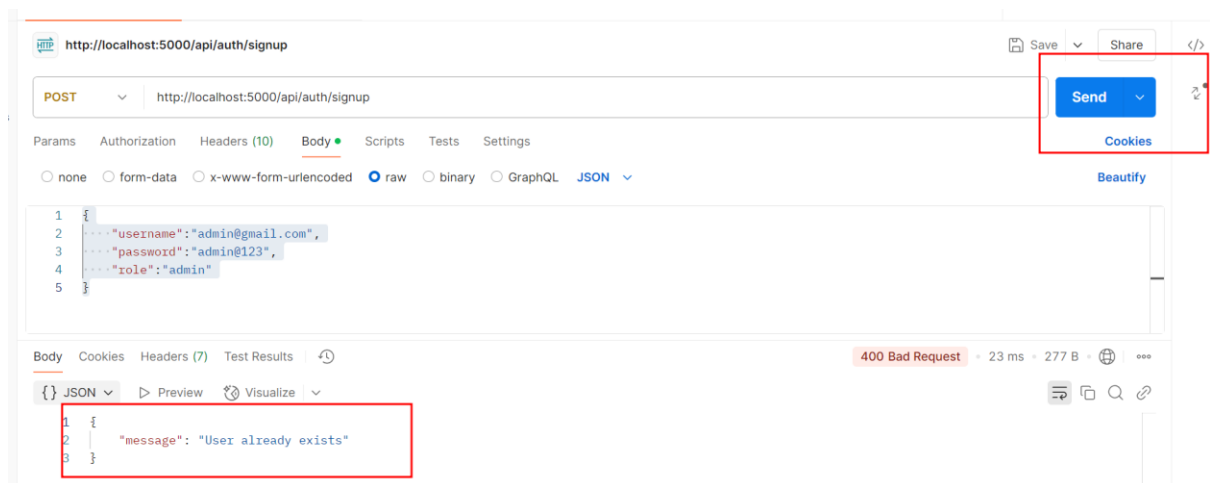 HTTP http://localhost:5000/api/auth/signup Save Share </>
POST http://localhost:5000/api/auth/signup Send
Params Authorization Headers (10) Body Scripts Tests Settings Cookies
none form-data x-www-form-urlencoded raw binary GraphQL JSON Beautify
1 {
2 ····"username":"admin@gmail.com",
3 ····"password":"admin@123",
4 ····"role":"admin"
5 }
Body Cookies Headers (7) Test Results 400 Bad Request 23 ms 277 B
{} JSON Preview Visualize
1 {
2 "message": "User already exists"
3 }